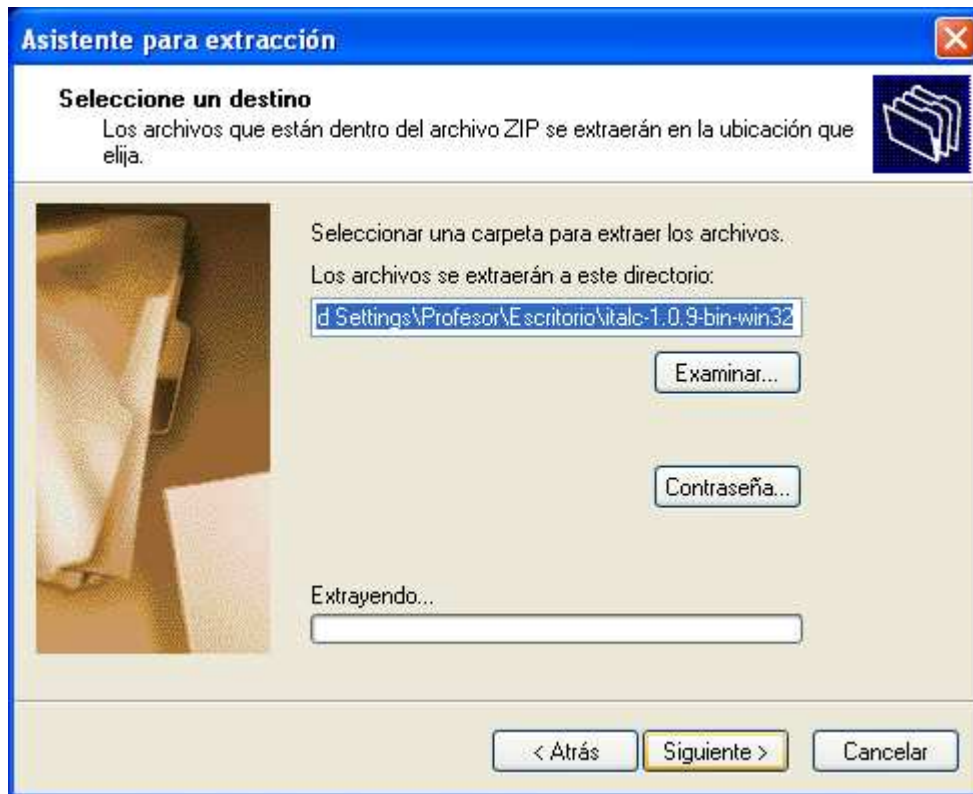 Asistente para extracción
Seleccione un destino
Los archivos que están dentro del archivo ZIP se extraerán en la ubicación que
elija.
Seleccionar una carpeta para extraer los archivos.
Los archivos se extraerán a este directorio:
d Settings\Profesor\Escritorio\italc-1.0.9-bin-win32
Examinar...
Contraseña...
Extrayendo...
< Atrás
Siguiente >
Cancelar